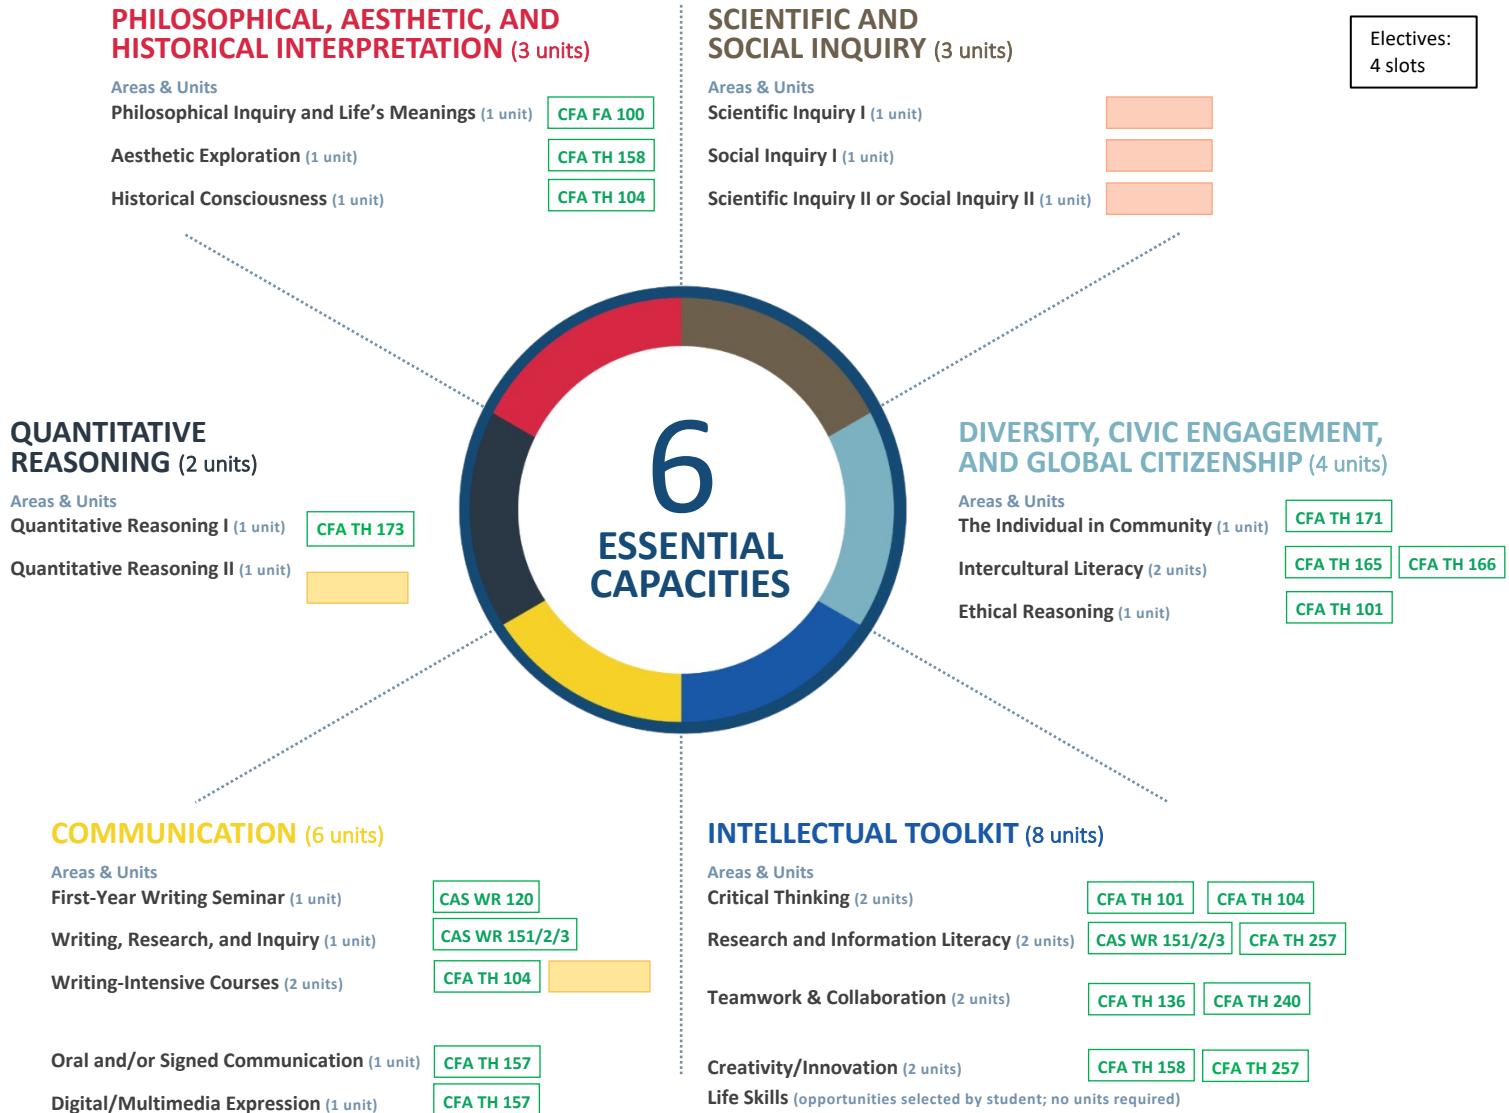 PHILOSOPHICAL, AESTHETIC, AND
HISTORICAL INTERPRETATION (3 units)
Areas & Units
Philosophical Inquiry and Life's Meanings (1 unit) CFA FA 100
Aesthetic Exploration (1 unit) CFA TH 158
Historical Consciousness (1 unit) CFA TH 104
SCIENTIFIC AND
SOCIAL INQUIRY (3 units)
Areas & Units
Scientific Inquiry I (1 unit)
Social Inquiry I (1 unit)
Scientific Inquiry II or Social Inquiry II (1 unit)
Electives:
4 slots
QUANTITATIVE
REASONING (2 units)
Areas & Units
Quantitative Reasoning I (1 unit) CFA TH 173
Quantitative Reasoning II (1 unit)
6
ESSENTIAL
CAPACITIES
DIVERSITY, CIVIC ENGAGEMENT,
AND GLOBAL CITIZENSHIP (4 units)
Areas & Units
The Individual in Community (1 unit) CFA TH 171
Intercultural Literacy (2 units) CFA TH 165 CFA TH 166
Ethical Reasoning (1 unit) CFA TH 101
COMMUNICATION (6 units)
Areas & Units
First-Year Writing Seminar (1 unit) CAS WR 120
Writing, Research, and Inquiry (1 unit) CAS WR 151/2/3
Writing-Intensive Courses (2 units) CFA TH 104
Oral and/or Signed Communication (1 unit) CFA TH 157
Digital/Multimedia Expression (1 unit) CFA TH 157
INTELLECTUAL TOOLKIT (8 units)
Areas & Units
Critical Thinking (2 units) CFA TH 101 CFA TH 104
Research and Information Literacy (2 units) CAS WR 151/2/3 CFA TH 257
Teamwork & Collaboration (2 units) CFA TH 136 CFA TH 240
Creativity/Innovation (2 units) CFA TH 158 CFA TH 257
Life Skills (opportunities selected by student; no units required)